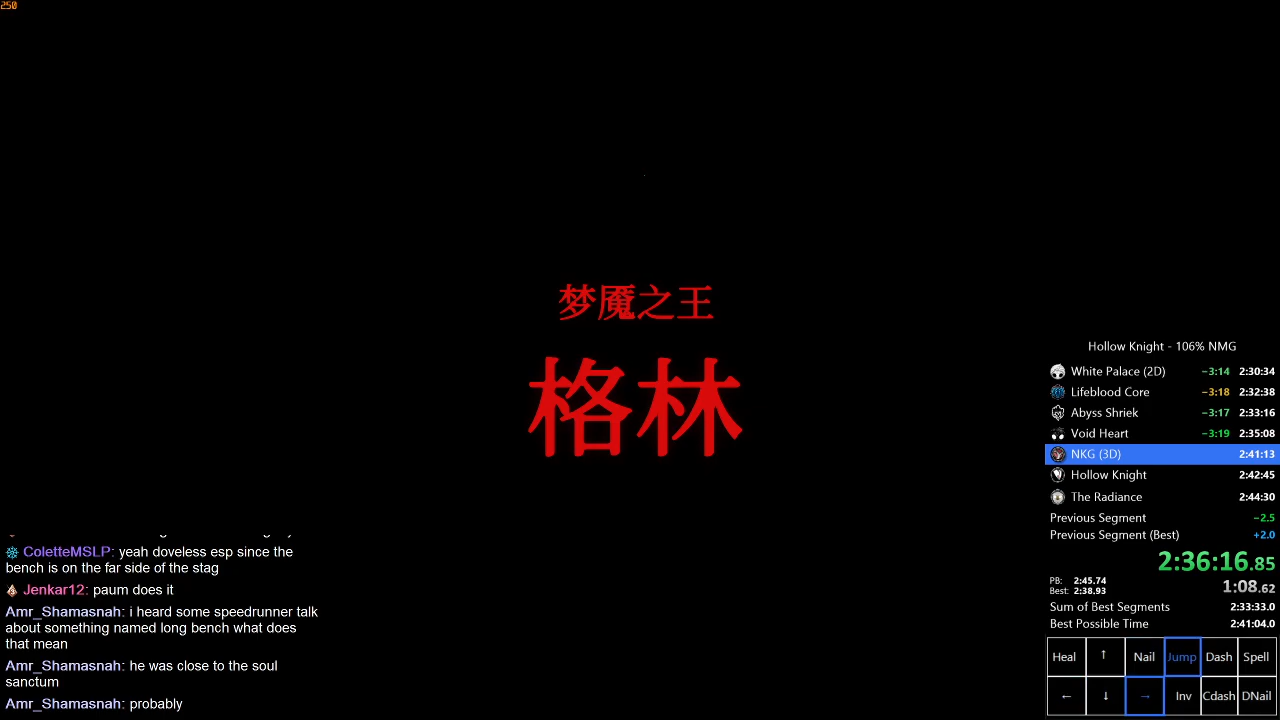 250
梦魇之王
格林
Hollow Knight - 106% NMG
White Palace (2D) −3:14 2:30:34
Lifeblood Core −3:18 2:32:38
Abyss Shriek −3:17 2:33:16
Void Heart −3:19 2:35:08
NKG (3D) 2:41:13
Hollow Knight 2:42:45
The Radiance 2:44:30
Previous Segment −2.5
Previous Segment (Best) +2.0
2:36:16.85
PB: 2:45.74
Best: 2:38.93
1:08.62
Sum of Best Segments 2:33:33.0
Best Possible Time 2:41:04.0
Heal ↑ Nail Jump Dash Spell
← ↓ → Inv Cdash DNail
ColetteMSLP: yeah doveless esp since the
bench is on the far side of the stag
Jenkar12: paum does it
Amr_Shamasnah: i heard some speedrunner talk
about something named long bench what does
that mean
Amr_Shamasnah: he was close to the soul
sanctum
Amr_Shamasnah: probably